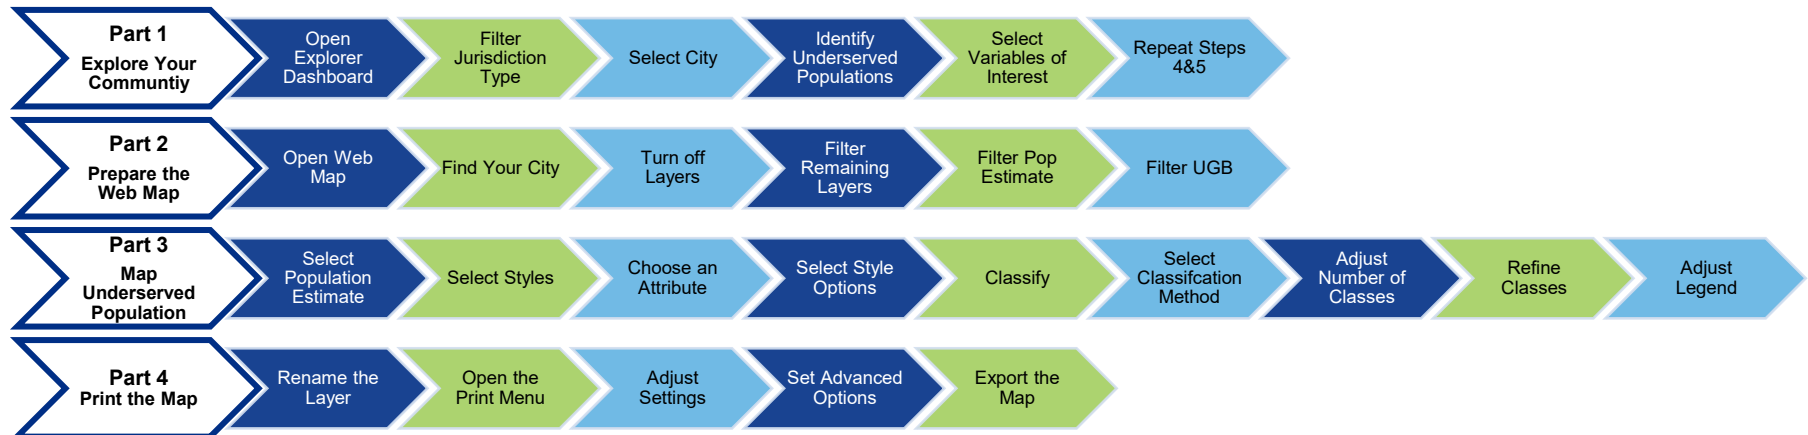 Part 1
Explore Your
Communtiy
Open
Explorer
Dashboard
Filter
Jurisdiction
Type
Select City
Identify
Underserved
Populations
Select
Variables of
Interest
Repeat Steps
4&5
Part 2
Prepare the
Web Map
Open Web
Map
Find Your City
Turn off
Layers
Filter
Remaining
Layers
Filter Pop
Estimate
Filter UGB
Part 3
Map
Underserved
Population
Select
Population
Estimate
Select Styles
Choose an
Attribute
Select Style
Options
Classify
Select
Classifcation
Method
Adjust
Number of
Classes
Refine
Classes
Adjust
Legend
Part 4
Print the Map
Rename the
Layer
Open the
Print Menu
Adjust
Settings
Set Advanced
Options
Export the
Map